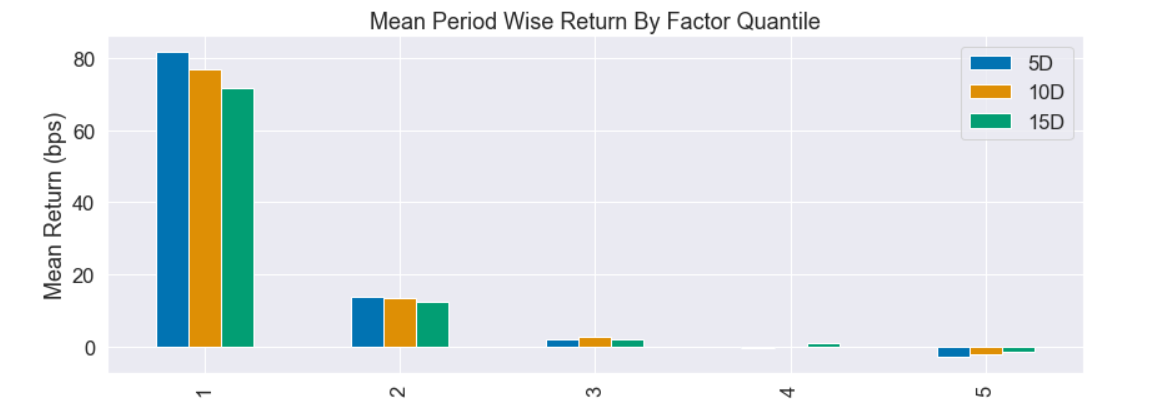 Mean Period Wise Return By Factor Quantile
Mean Return (bps)
80
60
40
20
0
5D
10D
15D
1
2
3
4
5